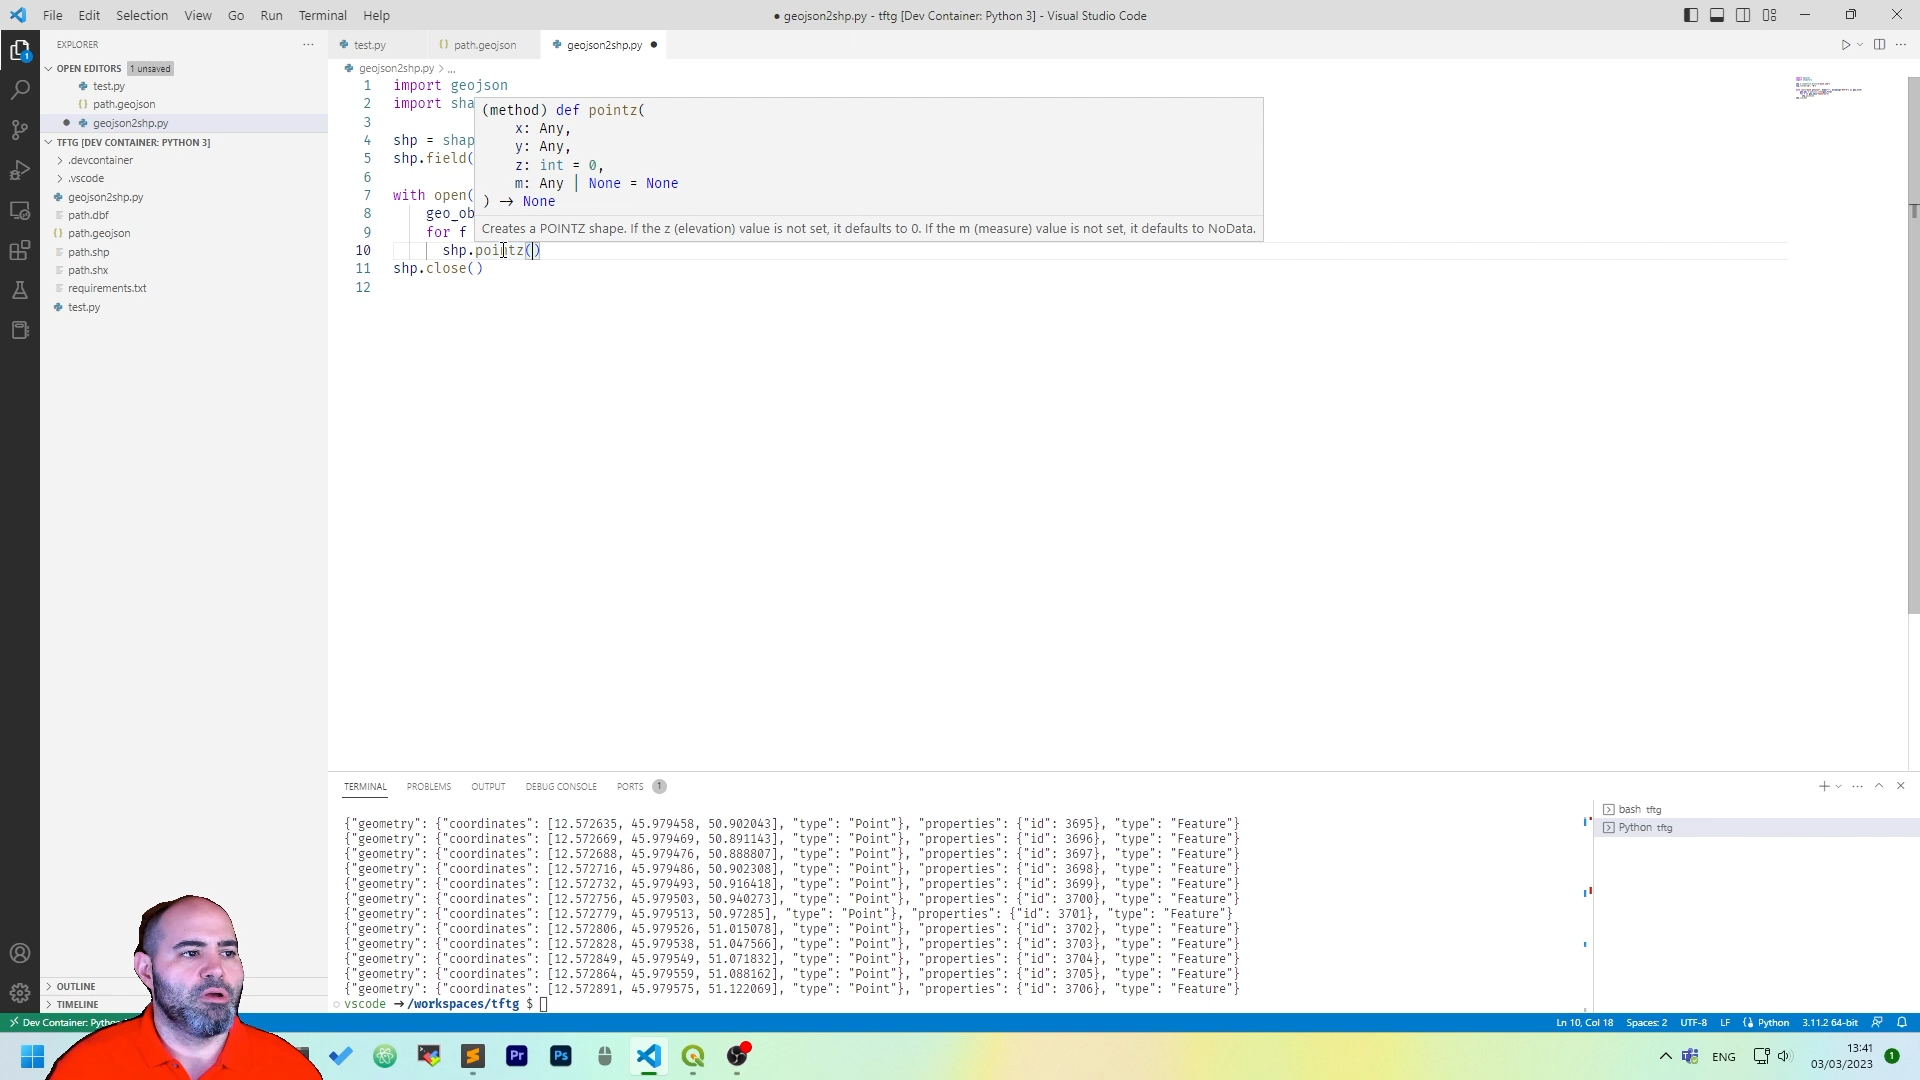 File Edit Selection View Go Run Terminal Help
● geojson2shp.py - tftg [Dev Container: Python 3] - Visual Studio Code
EXPLORER
OPEN EDITORS 1 unsaved
test.py
path.geojson
geojson2shp.py
TFTG [DEV CONTAINER: PYTHON 3]
.devcontainer
.vscode
geojson2shp.py
path.dbf
path.geojson
path.shp
path.shx
requirements.txt
test.py
OUTLINE
TIMELINE
test.py
path.geojson
geojson2shp.py
geojson2shp.py > ...
1 import geojson
2 import sha
3
4 shp = shap
5 shp.field(
6
7 with open(
8 geo_ob
9 for f
10 shp.pointz()
11 shp.close()
12
(method) def pointz(
x: Any,
y: Any,
z: int = 0,
m: Any | None = None
) → None
Creates a POINTZ shape. If the z (elevation) value is not set, it defaults to 0. If the m (measure) value is not set, it defaults to NoData.
TERMINAL PROBLEMS OUTPUT DEBUG CONSOLE PORTS 1
{"geometry": {"coordinates": [12.572635, 45.979458, 50.902043], "type": "Point"}, "properties": {"id": 3695}, "type": "Feature"}
{"geometry": {"coordinates": [12.572669, 45.979469, 50.891143], "type": "Point"}, "properties": {"id": 3696}, "type": "Feature"}
{"geometry": {"coordinates": [12.572688, 45.979476, 50.888807], "type": "Point"}, "properties": {"id": 3697}, "type": "Feature"}
{"geometry": {"coordinates": [12.572716, 45.979486, 50.902308], "type": "Point"}, "properties": {"id": 3698}, "type": "Feature"}
{"geometry": {"coordinates": [12.572732, 45.979493, 50.916418], "type": "Point"}, "properties": {"id": 3699}, "type": "Feature"}
{"geometry": {"coordinates": [12.572756, 45.979503, 50.940273], "type": "Point"}, "properties": {"id": 3700}, "type": "Feature"}
{"geometry": {"coordinates": [12.572779, 45.979513, 50.97285], "type": "Point"}, "properties": {"id": 3701}, "type": "Feature"}
{"geometry": {"coordinates": [12.572806, 45.979526, 51.015078], "type": "Point"}, "properties": {"id": 3702}, "type": "Feature"}
{"geometry": {"coordinates": [12.572828, 45.979538, 51.047566], "type": "Point"}, "properties": {"id": 3703}, "type": "Feature"}
{"geometry": {"coordinates": [12.572849, 45.979549, 51.071832], "type": "Point"}, "properties": {"id": 3704}, "type": "Feature"}
{"geometry": {"coordinates": [12.572864, 45.979559, 51.088162], "type": "Point"}, "properties": {"id": 3705}, "type": "Feature"}
{"geometry": {"coordinates": [12.572891, 45.979575, 51.122069], "type": "Point"}, "properties": {"id": 3706}, "type": "Feature"}
vscode → /workspaces/tftg $
bash tftg
Python tftg
Dev Container: Pytho
Ln 10, Col 18 Spaces: 2 UTF-8 LF Python 3.11.2 64-bit
Pr Ps
ENG
13:41
03/03/2023
1